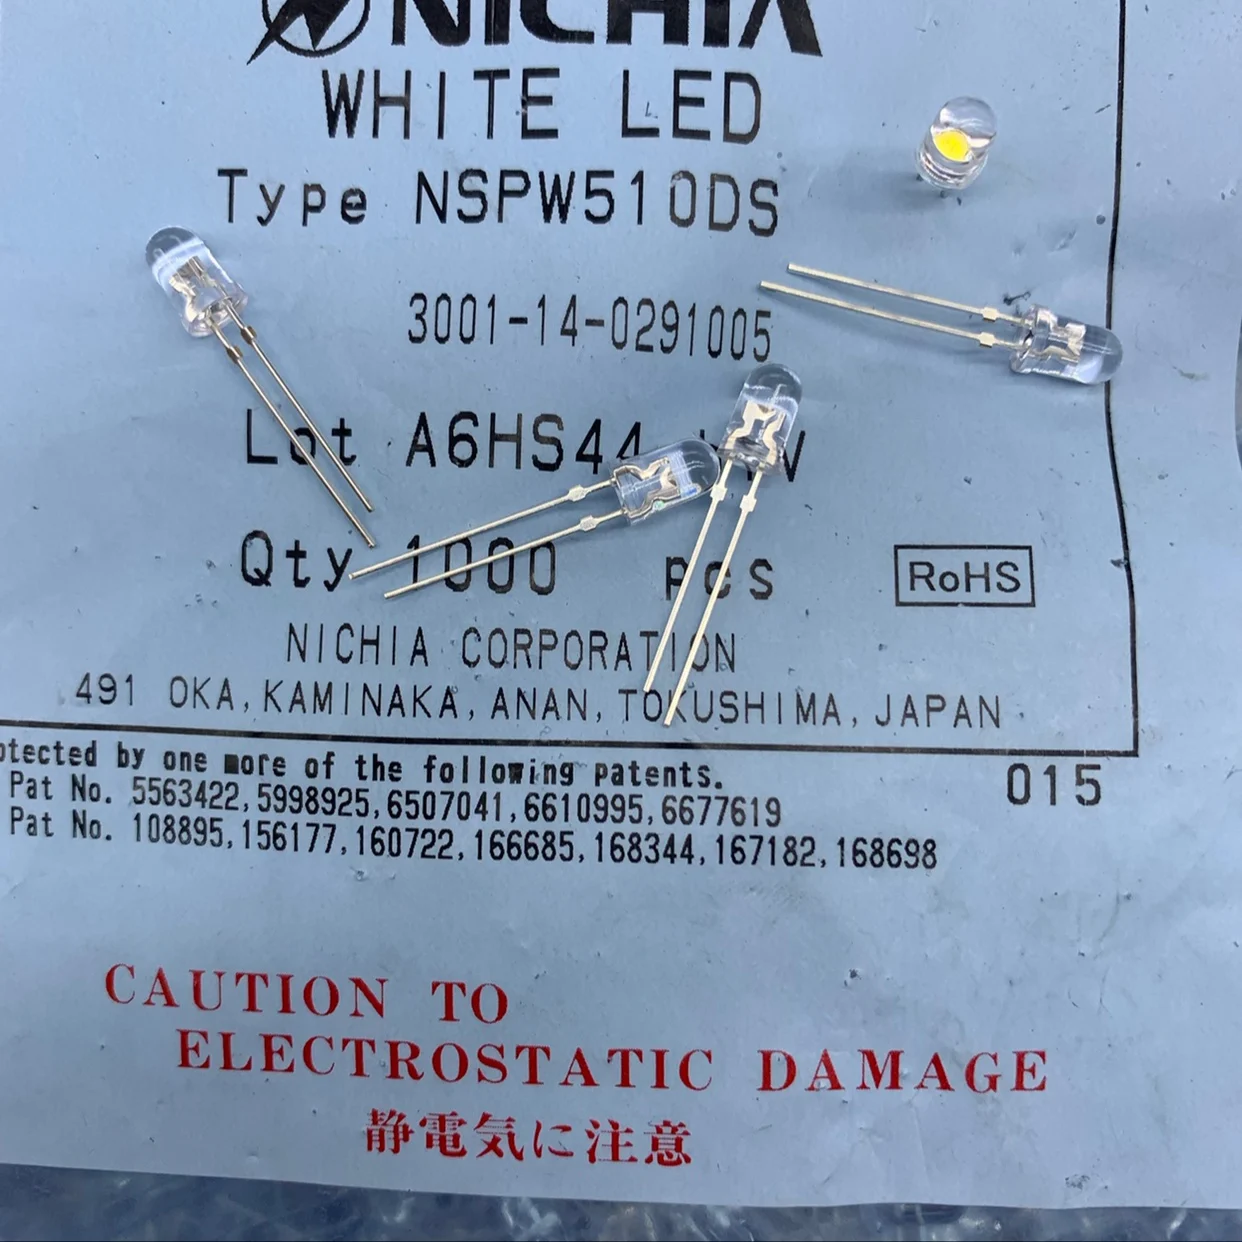 NICHIA
WHITE LED
Type NSPW510DS
3001-14-0291005
Lot A6HS44
Qty 1000 pcs
RoHS
NICHIA CORPORATION
491 OKA, KAMINAKA, ANAN, TOKUSHIMA, JAPAN
by one more of the following patents.
015
Pat No. 5563422,5998925,6507041,6610995,6677619
Pat No. 108895,156177,160722,166685,168344,167182,168698
CAUTION TO
ELECTROSTATIC DAMAGE
静電気に注意